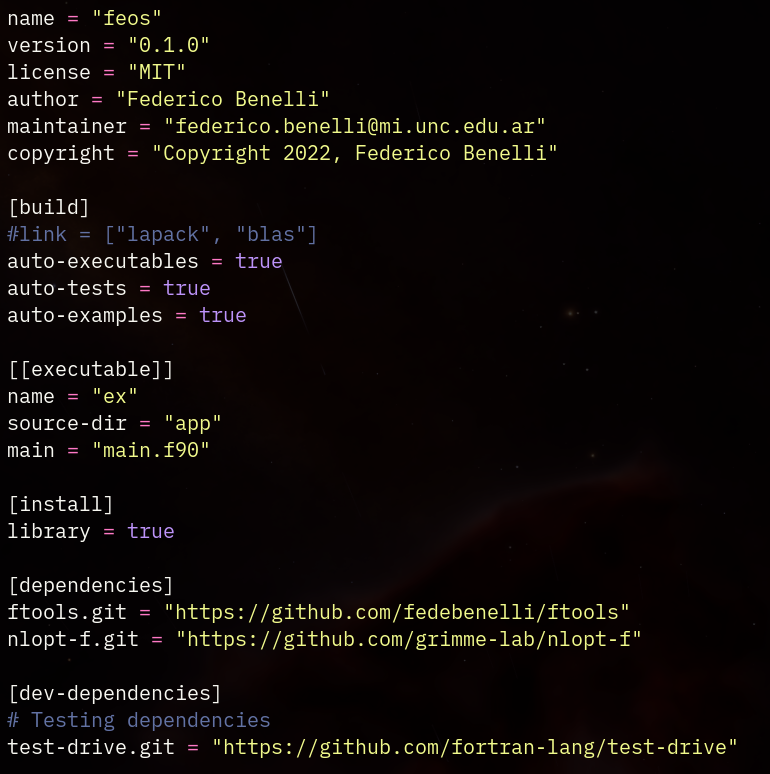 name = "feos"
version = "0.1.0"
license = "MIT"
author = "Federico Benelli"
maintainer = "federico.benelli@mi.unc.edu.ar"
copyright = "Copyright 2022, Federico Benelli"
[build]
#link = ["lapack", "blas"]
auto-executables = true
auto-tests = true
auto-examples = true
[[executable]]
name = "ex"
source-dir = "app"
main = "main.f90"
[install]
library = true
[dependencies]
ftools.git = "https://github.com/fedebenelli/ftools"
nlopt-f.git = "https://github.com/grimme-lab/nlopt-f"
[dev-dependencies]
# Testing dependencies
test-drive.git = "https://github.com/fortran-lang/test-drive"